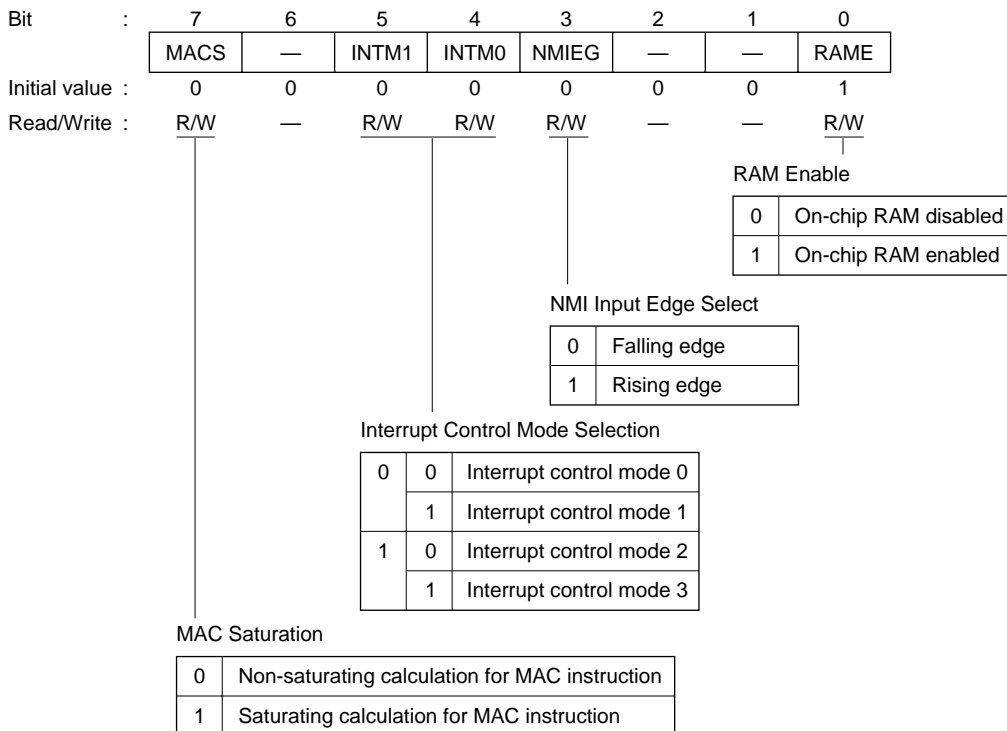 Bit : 7 6 5 4 3 2 1 0
MACS — INTM1 INTM0 NMIEG — — RAME
Initial value : 0 0 0 0 0 0 0 1
Read/Write : R/W — R/W R/W R/W — — R/W
RAM Enable
0 On-chip RAM disabled
1 On-chip RAM enabled
NMI Input Edge Select
0 Falling edge
1 Rising edge
Interrupt Control Mode Selection
0 0 Interrupt control mode 0
1 Interrupt control mode 1
1 0 Interrupt control mode 2
1 Interrupt control mode 3
MAC Saturation
0 Non-saturating calculation for MAC instruction
1 Saturating calculation for MAC instruction